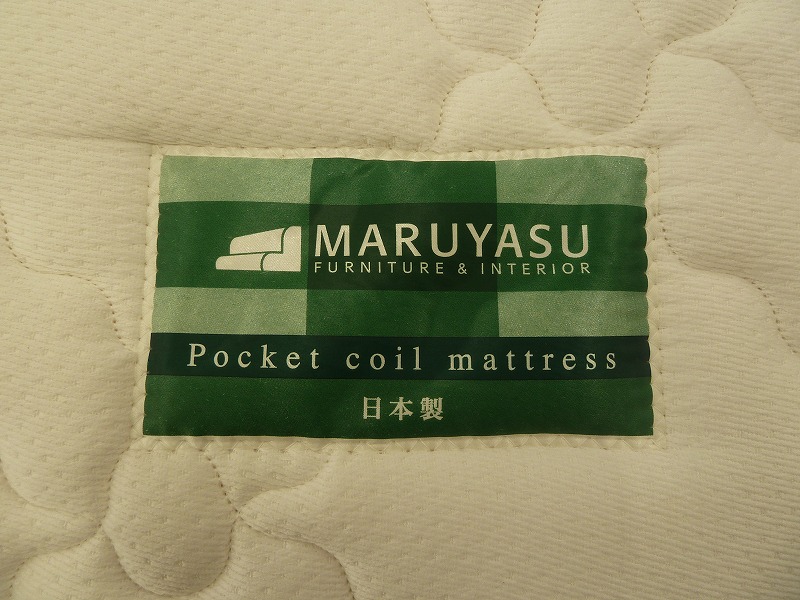 MARUYASU
FURNITURE & INTERIOR
Pocket coil mattress
日本製